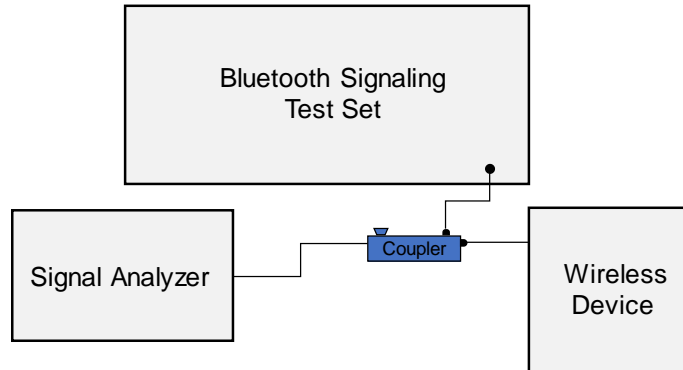 Bluetooth Signaling
Test Set
Signal Analyzer
Coupler
Wireless
Device